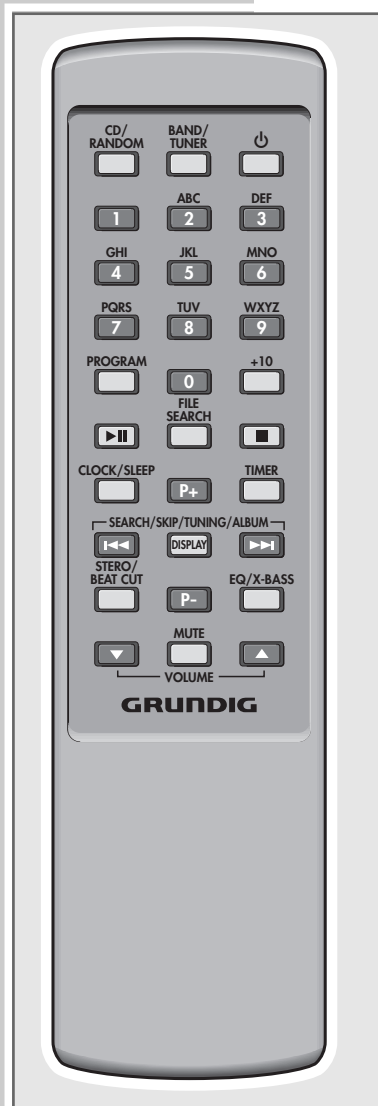 CD/ RANDOM BAND/ TUNER
1 ABC 2 DEF 3
GHI 4 JKL 5 MNO 6
PQRS 7 TUV 8 WXYZ 9
PROGRAM 0 +10
FILE SEARCH
CLOCK/SLEEP P+ TIMER
SEARCH/SKIP/TUNING/ALBUM
DISPLAY
STERO/ BEAT CUT P- EQ/X-BASS
MUTE
VOLUME
GRUNDIG